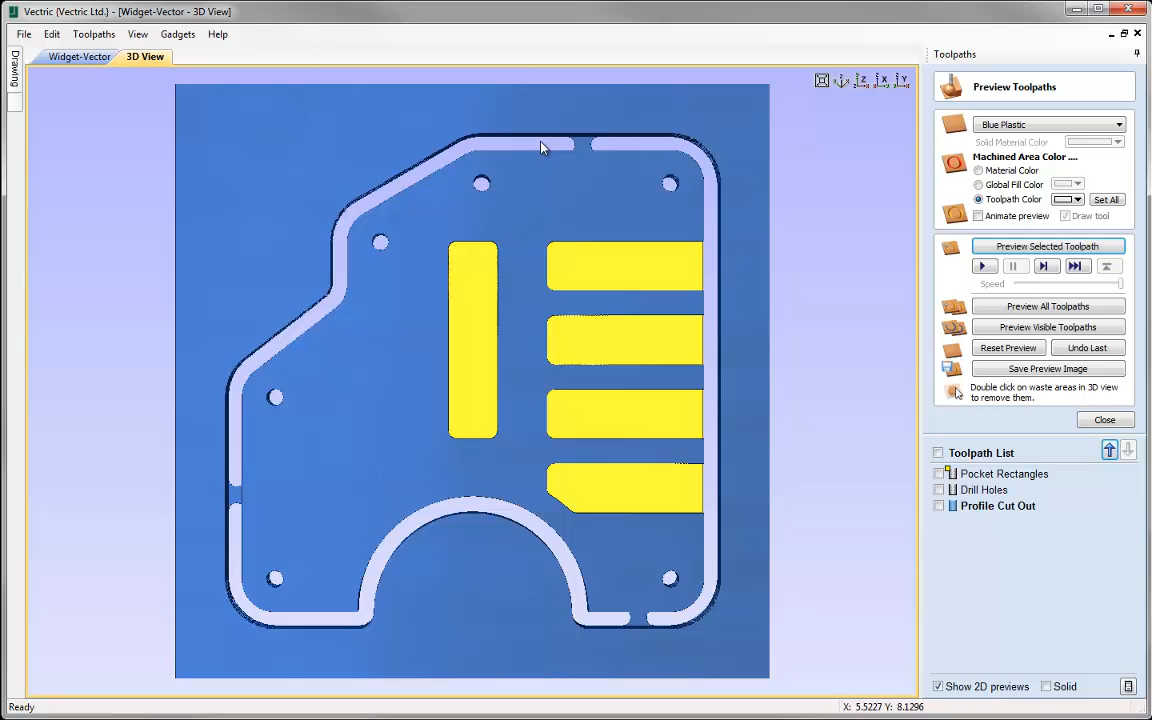 Vectric {Vectric Ltd.} - [Widget-Vector - 3D View]
File Edit Toolpaths View Gadgets Help
Drawing
Widget-Vector 3D View
Z X Y
Toolpaths
Preview Toolpaths
Blue Plastic
Solid Material Color
Machined Area Color ....
Material Color
Global Fill Color
Toolpath Color Set All
Animate preview Draw tool
Preview Selected Toolpath
Speed
Preview All Toolpaths
Preview Visible Toolpaths
Reset Preview Undo Last
Save Preview Image
Double click on waste areas in 3D view
to remove them.
Close
Toolpath List
Pocket Rectangles
Drill Holes
Profile Cut Out
Show 2D previews Solid
Ready X: 5.5227 Y: 8.1296